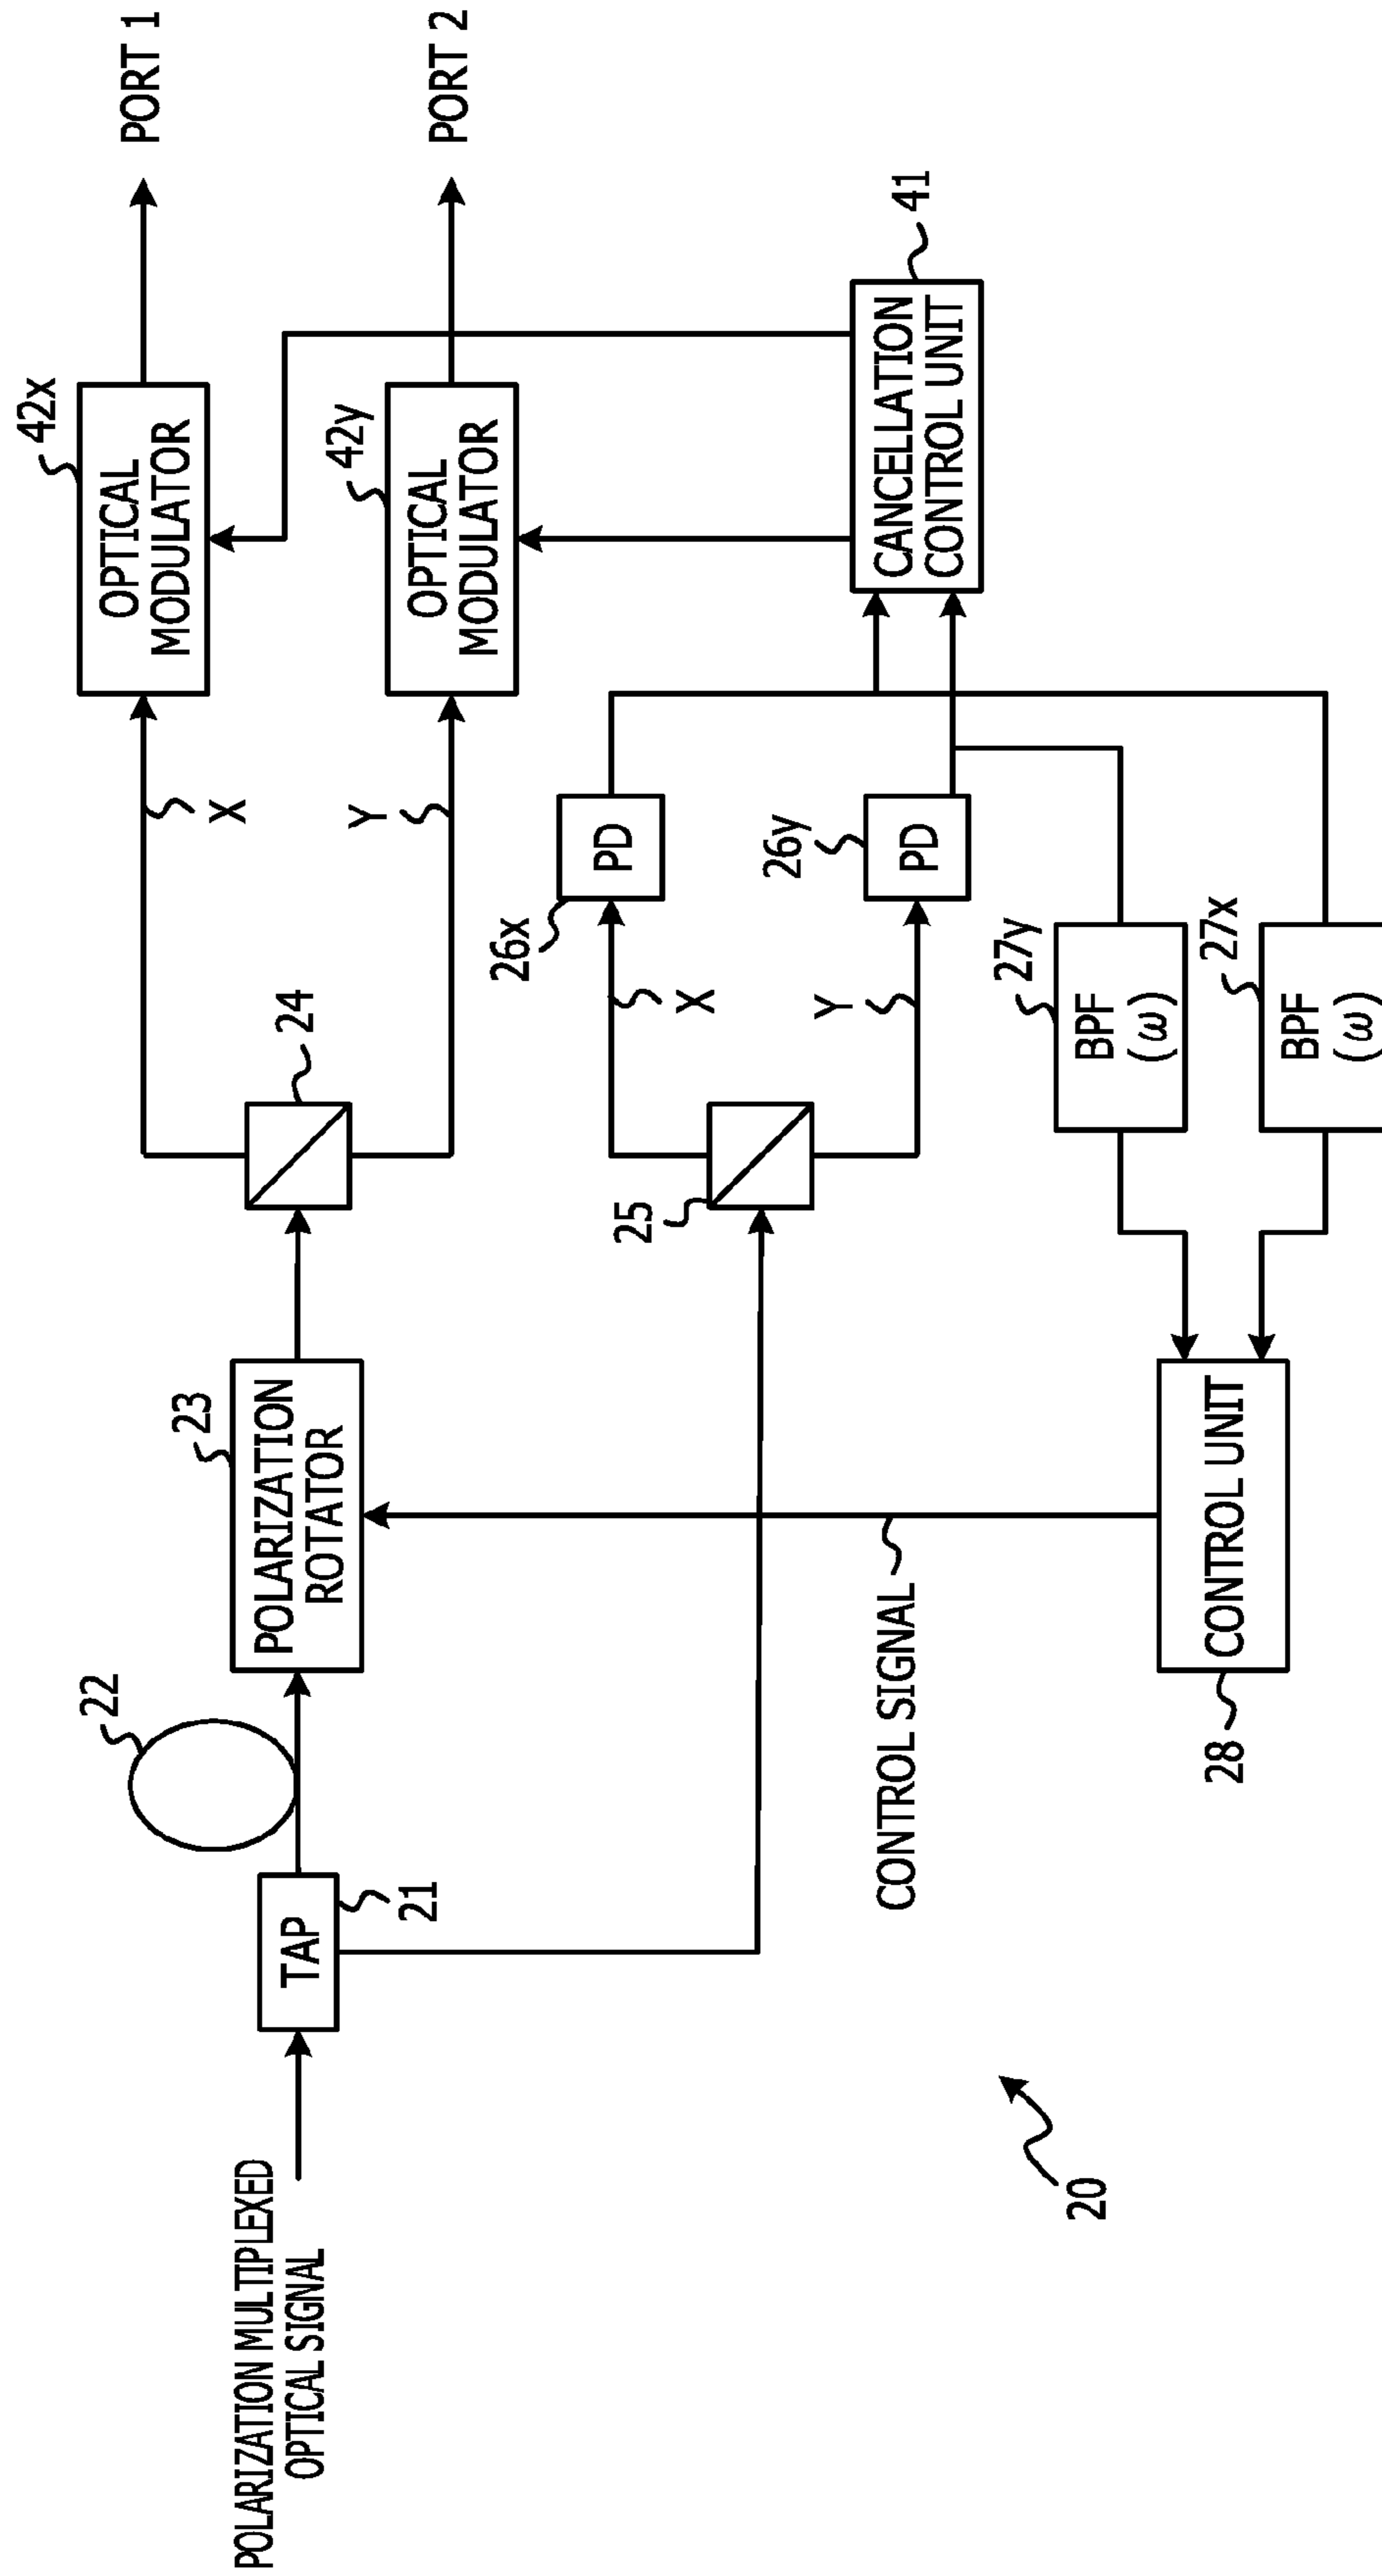 POLARIZATION MULTIPLEXED
OPTICAL SIGNAL
TAP
21
22
POLARIZATION
ROTATOR
23
24
X
Y
OPTICAL
MODULATOR
42x
PORT 1
OPTICAL
MODULATOR
42y
PORT 2
25
X
Y
PD
26x
PD
26y
CANCELLATION
CONTROL UNIT
41
BPF
(ω)
27y
BPF
(ω)
27x
CONTROL SIGNAL
CONTROL UNIT
28
20